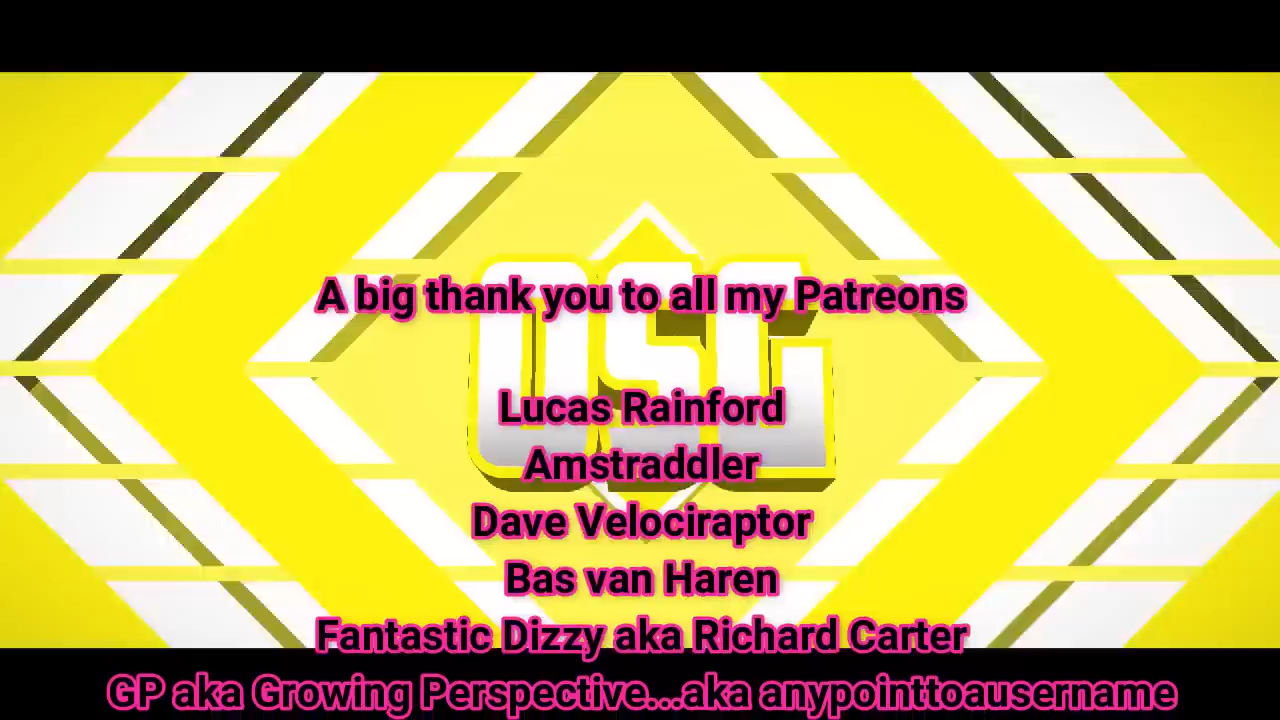 A big thank you to all my Patreons
OSG
Lucas Rainford
Amstraddler
Dave Velociraptor
Bas van Haren
Fantastic Dizzy aka Richard Carter
GP aka Growing Perspective...aka anypointtoausername